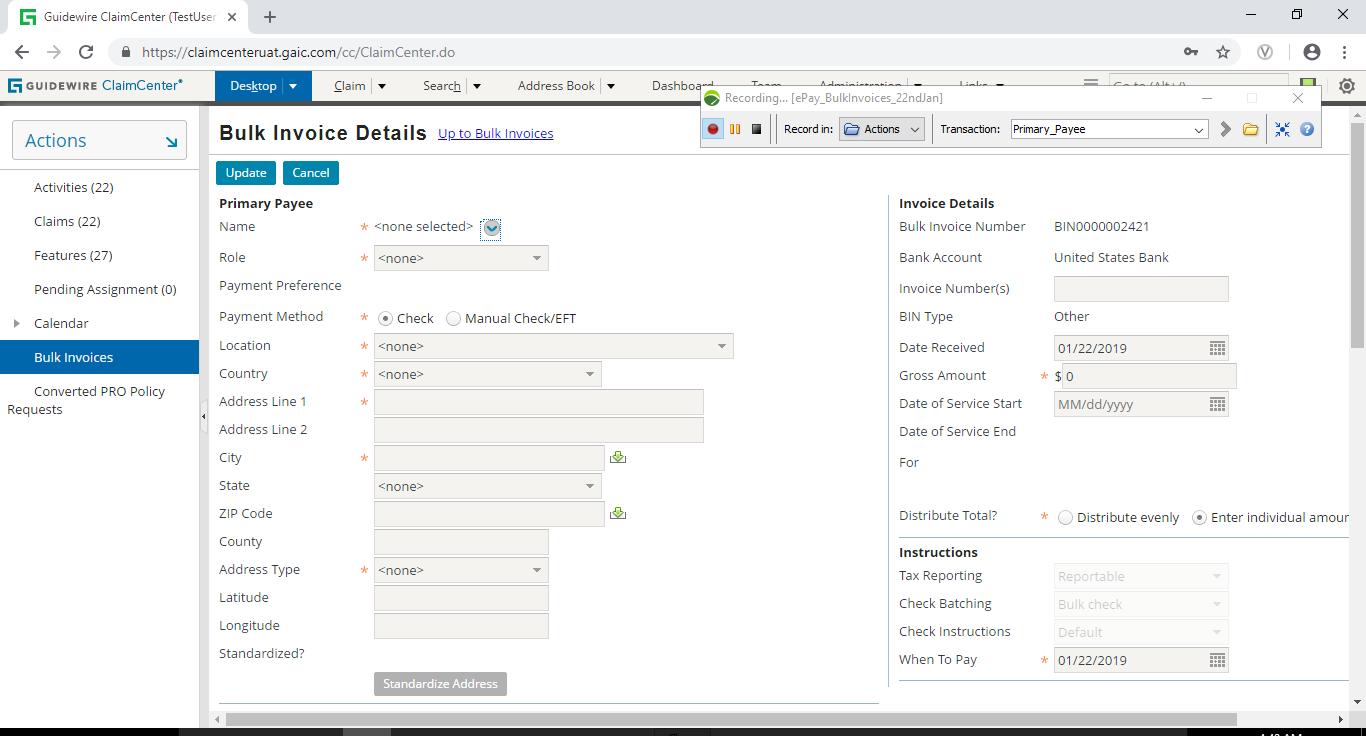 Guidewire ClaimCenter (TestUser
https://claimcenteruat.gaic.com/cc/ClaimCenter.do
GUIDEWIRE ClaimCenter®
Desktop
Claim
Search
Address Book
Dashboard
Team
Administration
Links
Go to (Alt+/)
Recording... [ePay_BulkInvoices_22ndJan]
Record in:
Actions
Transaction:
Primary_Payee
Actions
Activities (22)
Claims (22)
Features (27)
Pending Assignment (0)
Calendar
Bulk Invoices
Converted PRO Policy
Requests
Bulk Invoice Details Up to Bulk Invoices
Update Cancel
Primary Payee
Name * <none selected>
Role * <none>
Payment Preference
Payment Method * Check Manual Check/EFT
Location * <none>
Country * <none>
Address Line 1 *
Address Line 2
City *
State <none>
ZIP Code
County
Address Type * <none>
Latitude
Longitude
Standardized?
Standardize Address
Invoice Details
Bulk Invoice Number BIN0000002421
Bank Account United States Bank
Invoice Number(s)
BIN Type Other
Date Received 01/22/2019
Gross Amount * $ 0
Date of Service Start MM/dd/yyyy
Date of Service End
For
Distribute Total? * Distribute evenly Enter individual amour
Instructions
Tax Reporting Reportable
Check Batching Bulk check
Check Instructions Default
When To Pay * 01/22/2019